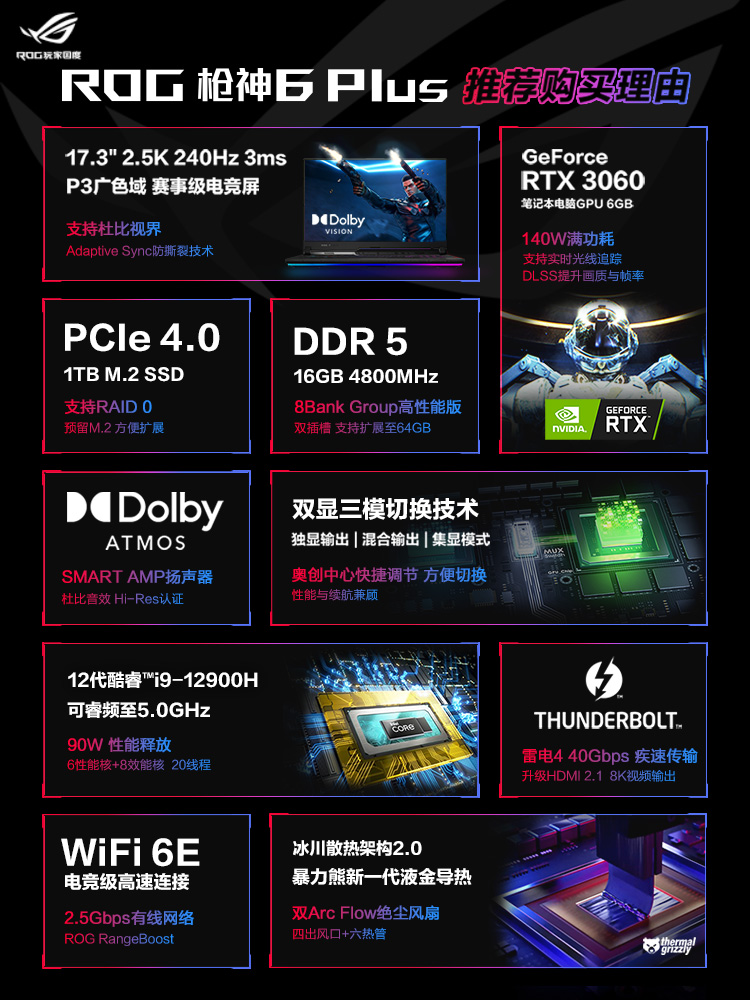 ROG玩家国度
ROG 枪神6 Plus 推荐购买理由
17.3" 2.5K 240Hz 3ms
P3广色域 赛事级电竞屏
支持杜比视界
Adaptive Sync防撕裂技术
Dolby
VISION
GeForce
RTX 3060
笔记本电脑GPU 6GB
140W满功耗
支持实时光线追踪
DLSS提升画质与帧率
NVIDIA.
GEFORCE
RTX
PCIe 4.0
1TB M.2 SSD
支持RAID 0
预留M.2 方便扩展
DDR 5
16GB 4800MHz
8Bank Group高性能版
双插槽 支持扩展至64GB
Dolby
ATMOS
SMART AMP扬声器
杜比音效 Hi-Res认证
双显三模切换技术
独显输出 | 混合输出 | 集显模式
奥创中心快捷调节 方便切换
性能与续航兼顾
MUX
GPU
12代酷睿™i9-12900H
可睿频至5.0GHz
90W 性能释放
6性能核+8效能核 20线程
intel
CORE
THUNDERBOLT™
雷电4 40Gbps 疾速传输
升级HDMI 2.1 8K视频输出
WiFi 6E
电竞级高速连接
2.5Gbps有线网络
ROG RangeBoost
冰川散热架构2.0
暴力熊新一代液金导热
双Arc Flow绝尘风扇
四出风口+六热管
thermal
grizzly